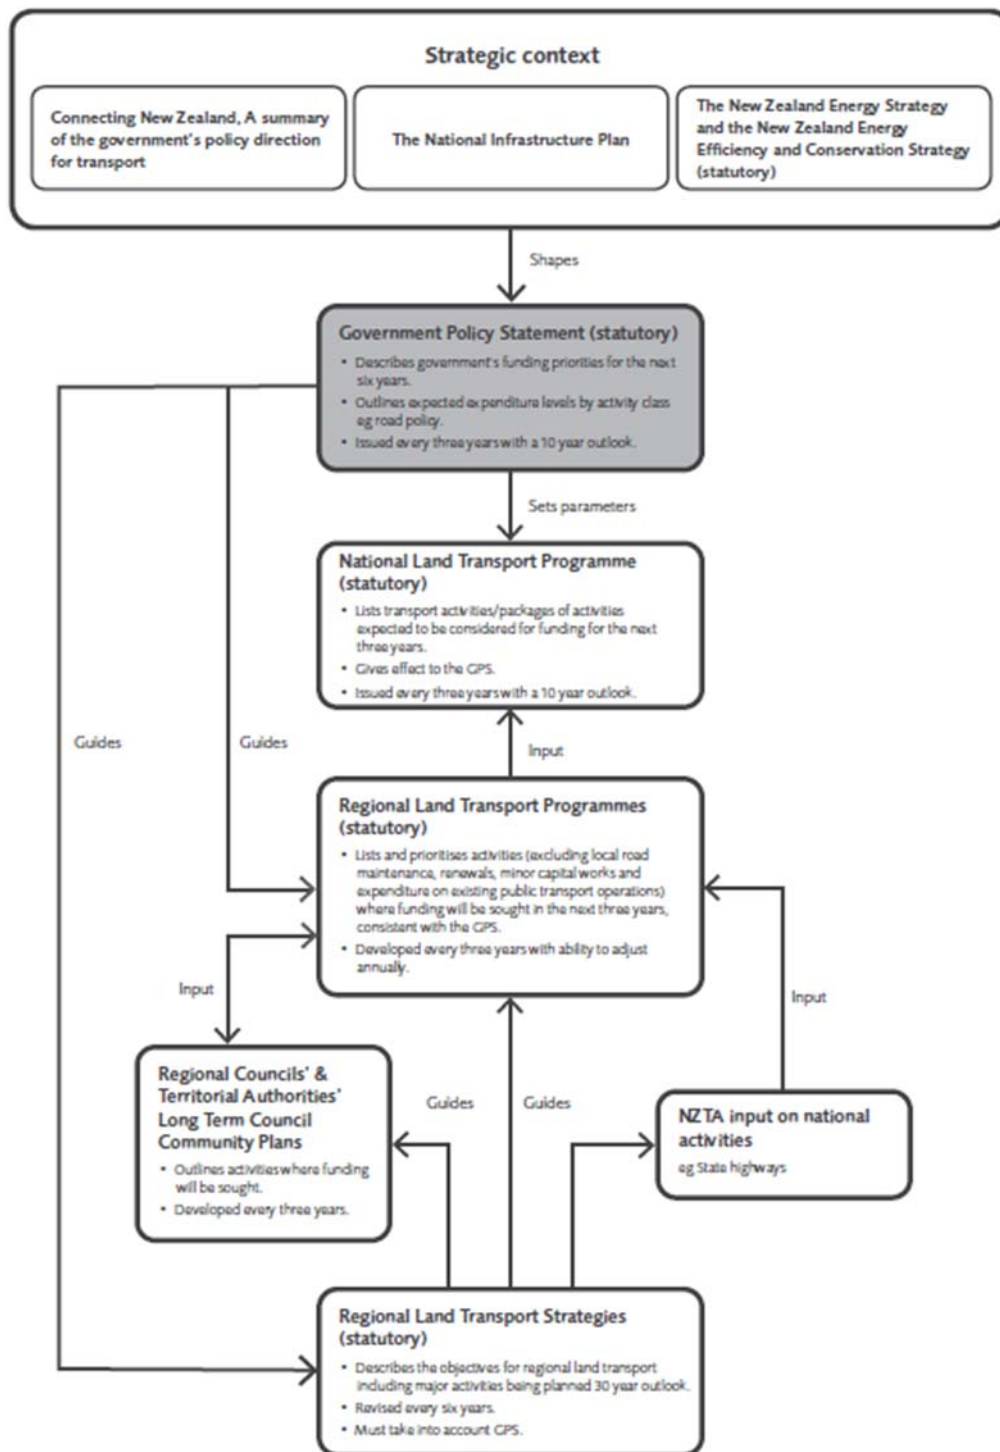 Strategic context
Connecting New Zealand, A summary
of the government's policy direction
for transport
The National Infrastructure Plan
The New Zealand Energy Strategy
and the New Zealand Energy
Efficiency and Conservation Strategy
(statutory)
Shapes
Government Policy Statement (statutory)
• Describes government's funding priorities for the next
six years.
• Outlines expected expenditure levels by activity class
eg road policy.
• Issued every three years with a 10 year outlook.
Sets parameters
National Land Transport Programme
(statutory)
• Lists transport activities/packages of activities
expected to be considered for funding for the next
three years.
• Gives effect to the GPS.
• Issued every three years with a 10 year outlook.
Guides
Guides
Input
Regional Land Transport Programmes
(statutory)
• Lists and prioritises activities (excluding local road
maintenance, renewals, minor capital works and
expenditure on existing public transport operations)
where funding will be sought in the next three years,
consistent with the GPS.
• Developed every three years with ability to adjust
annually.
Input
Input
Regional Councils' &
Territorial Authorities'
Long Term Council
Community Plans
• Outlines activities where funding
will be sought.
• Developed every three years.
Guides
Guides
NZTA input on national
activities
eg State highways
Regional Land Transport Strategies
(statutory)
• Describes the objectives for regional land transport
including major activities being planned 30 year outlook.
• Revised every six years.
• Must take into account GPS.